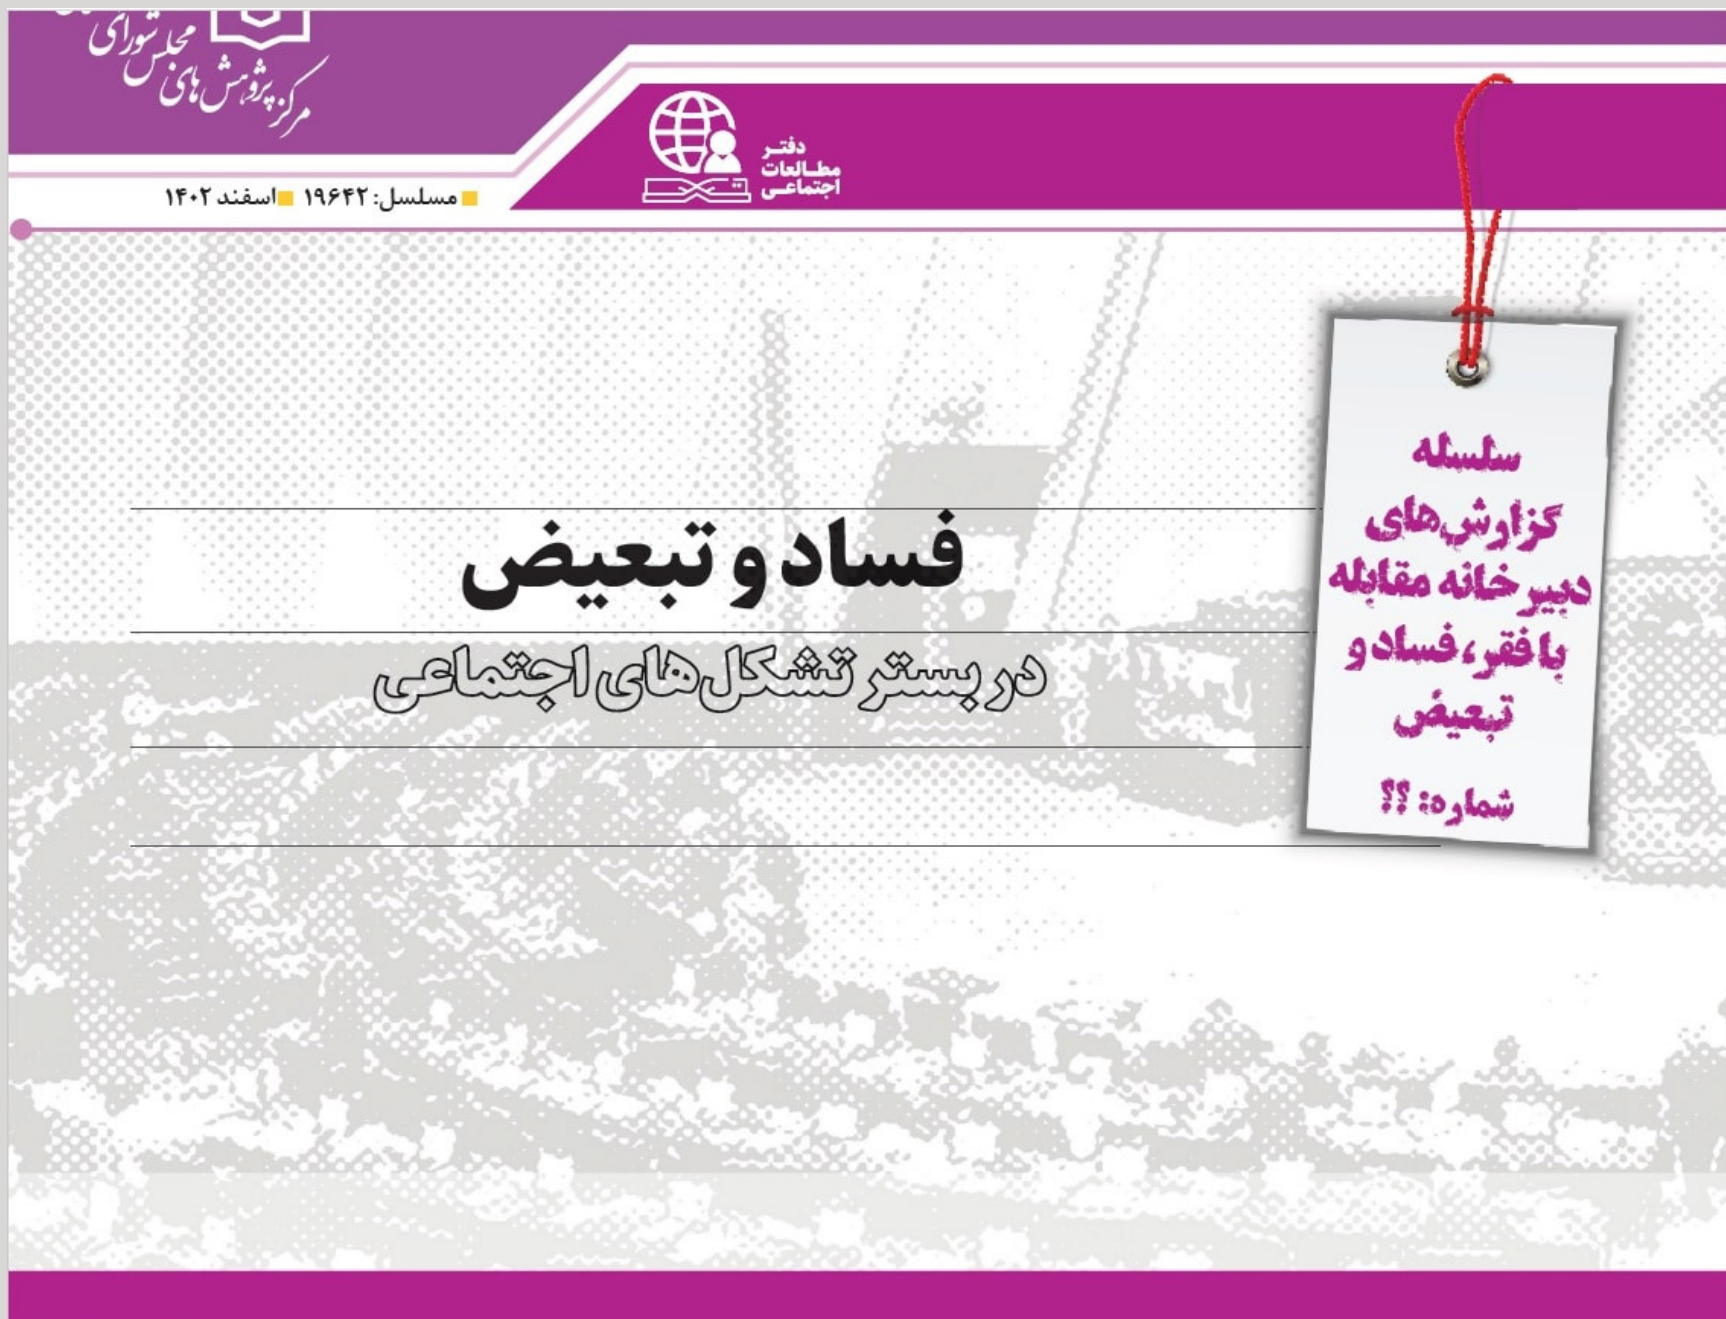 مجلس شورای
مرکز پژوهش‌های
دفتر
مطالعات
اجتماعی
مسلسل: ۱۹۶۴۲ اسفند ۱۴۰۲
سلسله
گزارش‌های
دبیرخانه مقابله
با فقر، فساد و
تبعیض
شماره: ؟؟
فساد و تبعیض
در بستر تشکل‌های اجتماعی